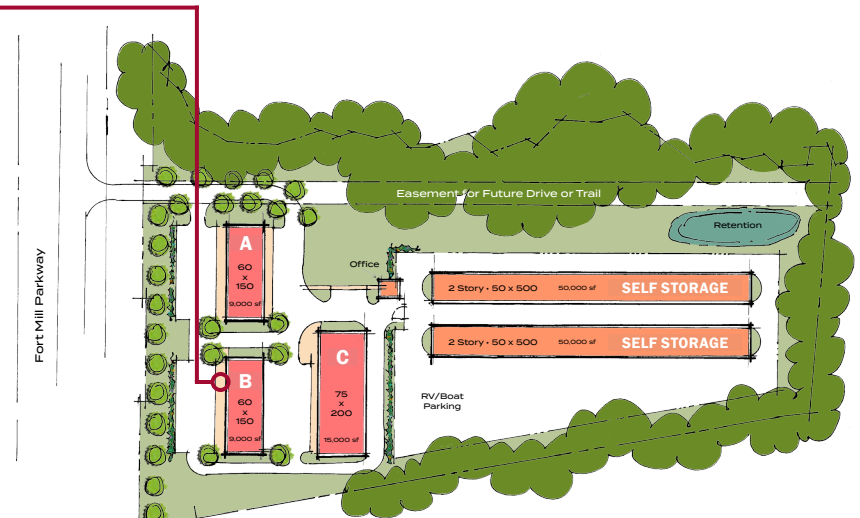 Fort Mill Parkway
Easement for Future Drive or Trail
Retention
Office
A
60
x
150
9,000 sf
2 Story • 50 x 500 50,000 sf SELF STORAGE
2 Story • 50 x 500 50,000 sf SELF STORAGE
B
60
x
150
9,000 sf
C
75
x
200
15,000 sf
RV/Boat
Parking